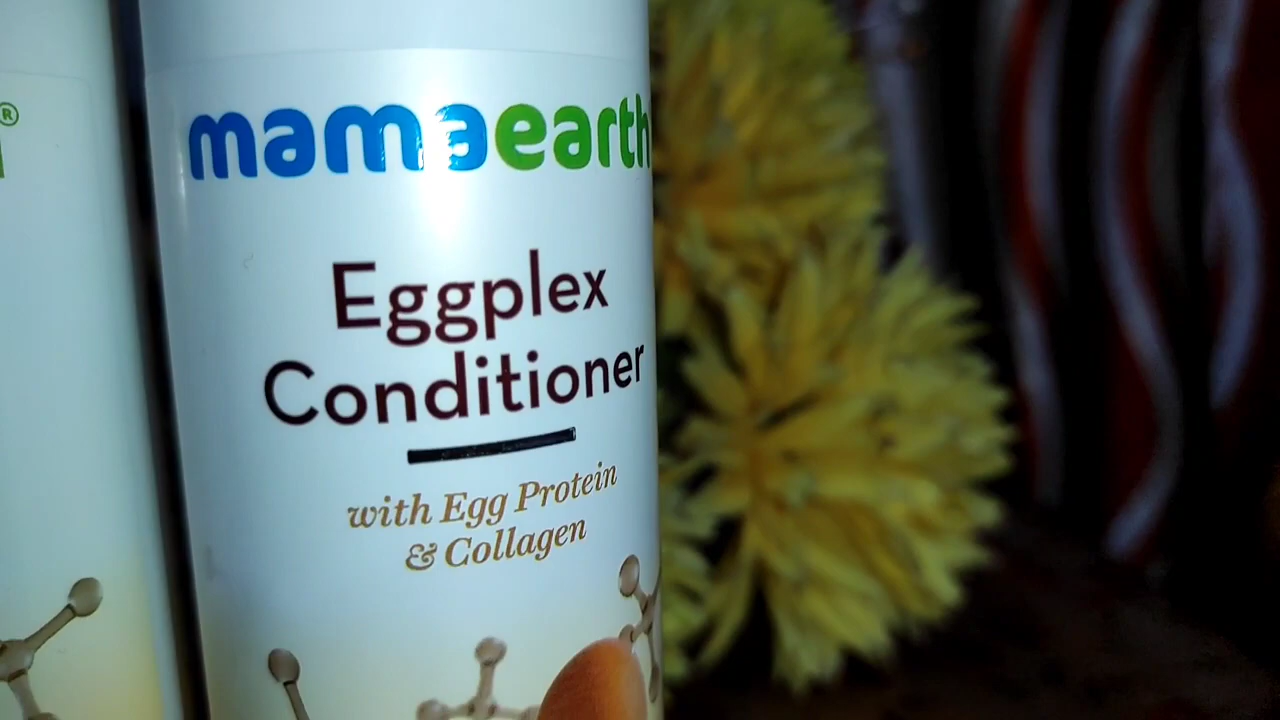 mamaearth
Eggplex
Conditioner
with Egg Protein
& Collagen